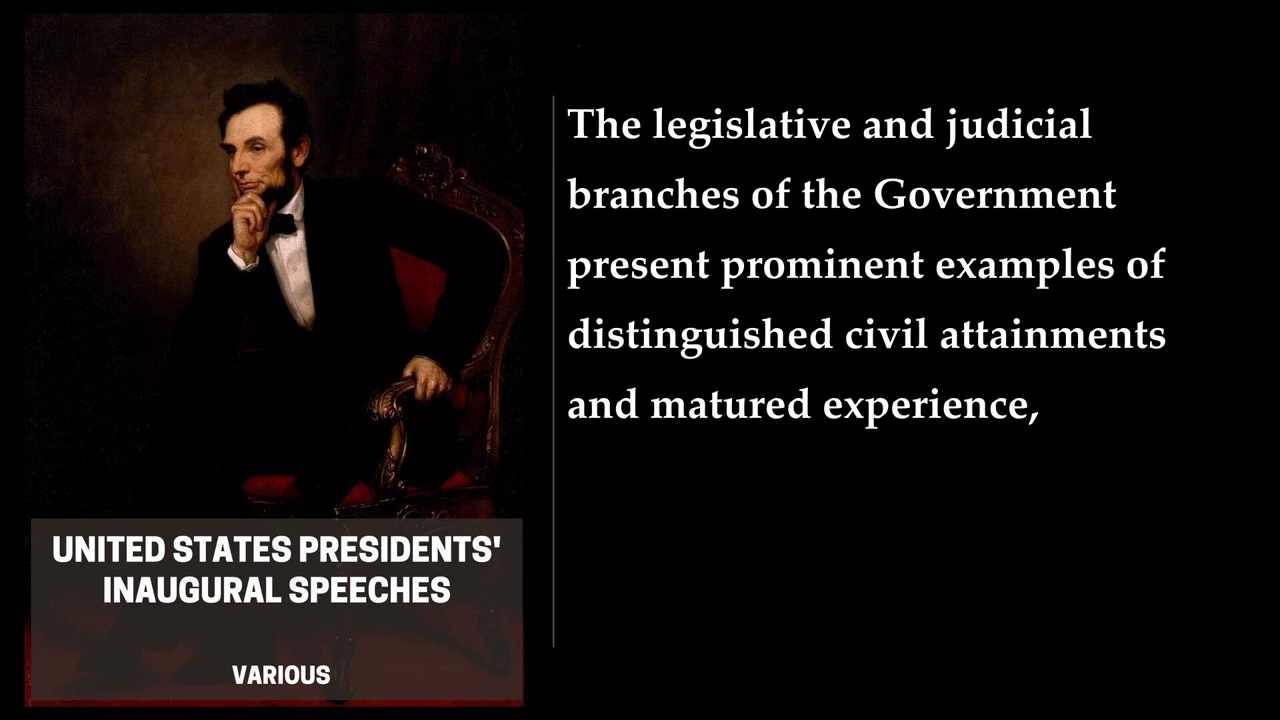 UNITED STATES PRESIDENTS'
INAUGURAL SPEECHES
VARIOUS
The legislative and judicial
branches of the Government
present prominent examples of
distinguished civil attainments
and matured experience,